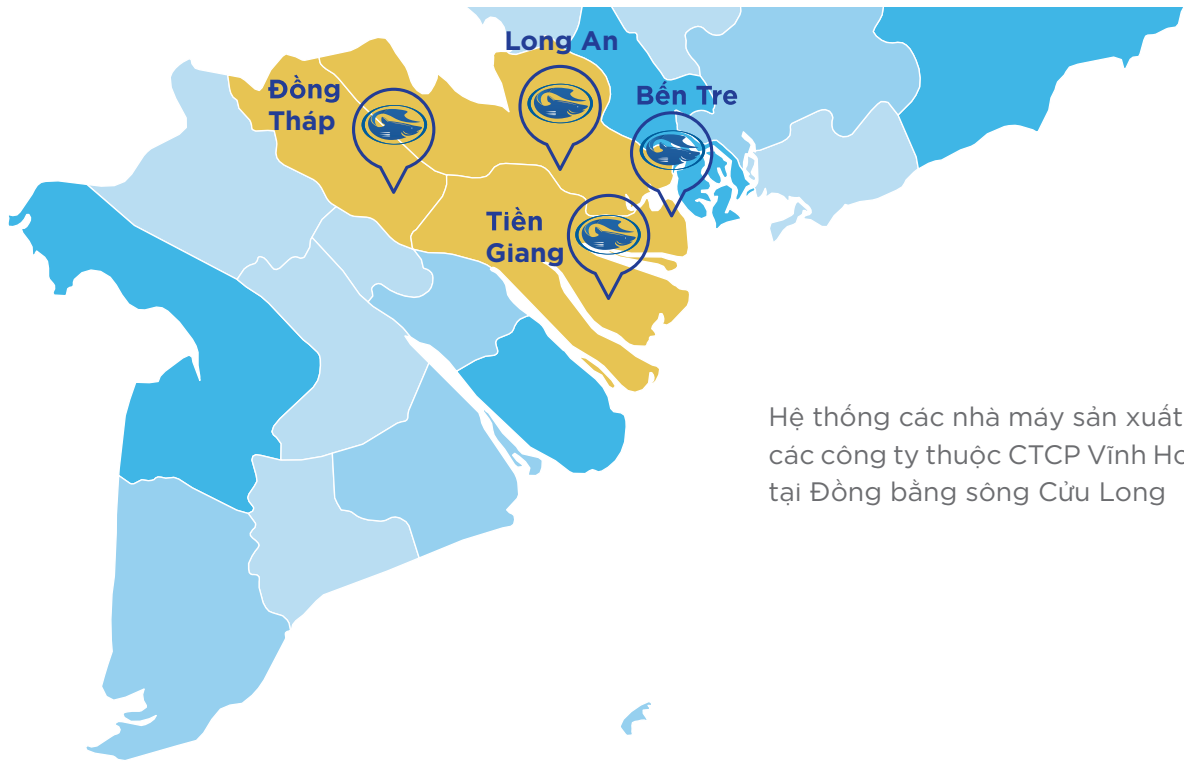 Long An
Đồng
Tháp
Bến Tre
Tiền
Giang
Hệ thống các nhà máy sản xuất
các công ty thuộc CTCP Vĩnh
tại Đồng bằng sông Cửu Long